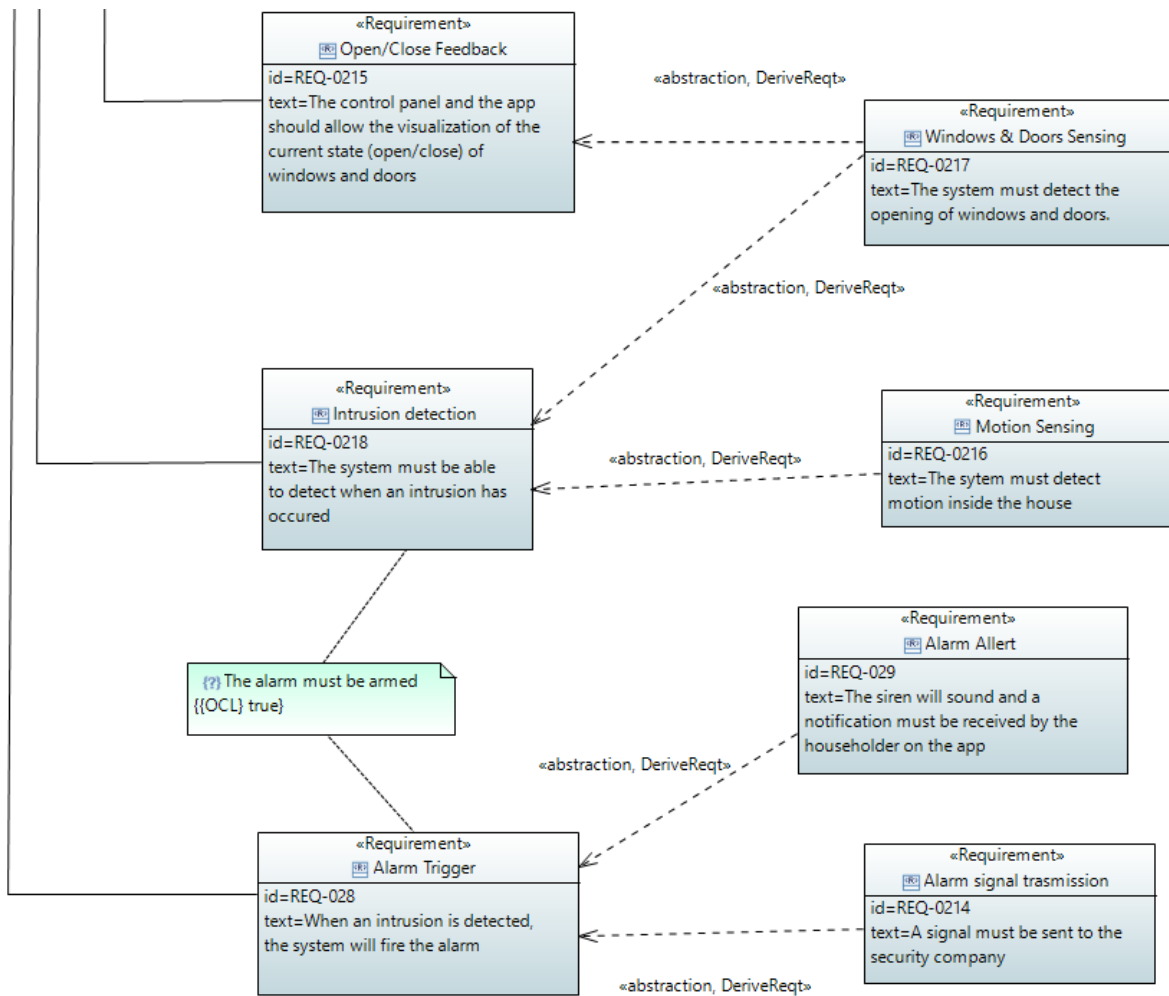 «Requirement»
Open/Close Feedback
id=REQ-0215
text=The control panel and the app
should allow the visualization of the
current state (open/close) of
windows and doors
«abstraction, DeriveReqt»
«Requirement»
Windows & Doors Sensing
id=REQ-0217
text=The system must detect the
opening of windows and doors.
«abstraction, DeriveReqt»
«Requirement»
Intrusion detection
id=REQ-0218
text=The system must be able
to detect when an intrusion has
occured
«abstraction, DeriveReqt»
«Requirement»
Motion Sensing
id=REQ-0216
text=The sytem must detect
motion inside the house
{?} The alarm must be armed
{{OCL} true}
«Requirement»
Alarm Allert
id=REQ-029
text=The siren will sound and a
notification must be received by the
householder on the app
«abstraction, DeriveReqt»
«Requirement»
Alarm Trigger
id=REQ-028
text=When an intrusion is detected,
the system will fire the alarm
«Requirement»
Alarm signal trasmission
id=REQ-0214
text=A signal must be sent to the
security company
«abstraction, DeriveReqt»